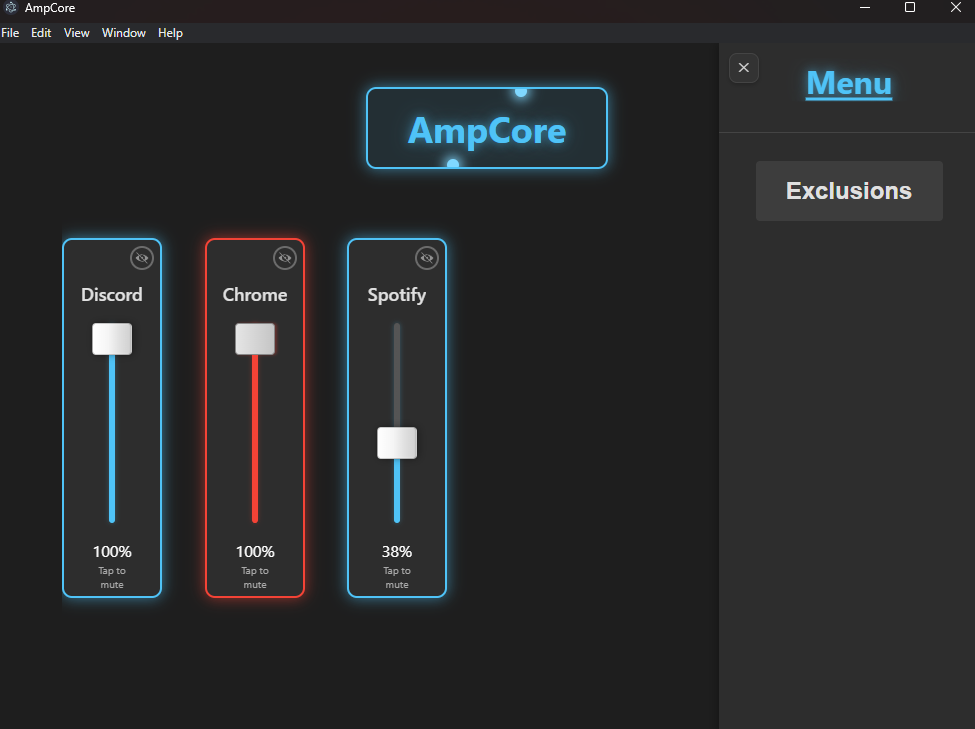 AmpCore
File Edit View Window Help
Menu
AmpCore
Exclusions
Discord
Chrome
Spotify
100%
100%
38%
Tap to
mute
Tap to
mute
Tap to
mute